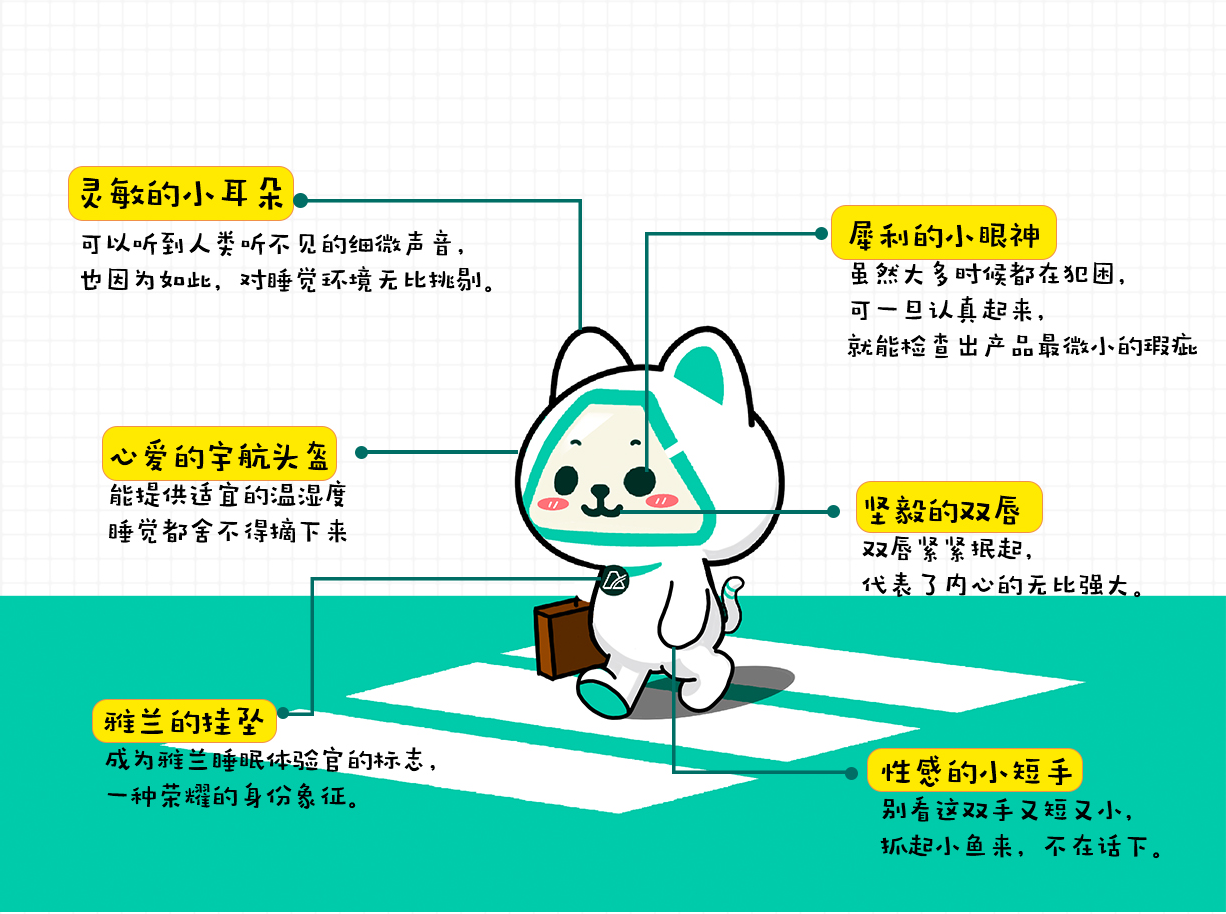 灵敏的小耳朵
可以听到人类听不见的细微声音，
也因为如此，对睡觉环境无比挑剔。
犀利的小眼神
虽然大多时候都在犯困，
可一旦认真起来，
就能检查出产品最微小的瑕疵
心爱的宇航头盔
能提供适宜的温湿度
睡觉都舍不得摘下来
坚毅的双唇
双唇紧紧抿起，
代表了内心的无比强大。
雅兰的挂坠
成为雅兰睡眠体验官的标志，
一种荣耀的身份象征。
性感的小短手
别看这双手又短又小，
抓起小鱼来，不在话下。